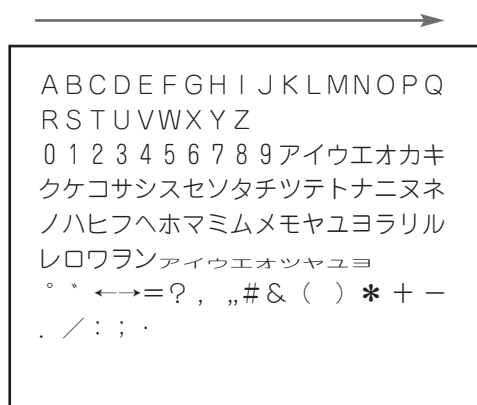 ＡＢＣＤＥＦＧＨＩＪＫＬＭＮＯＰＱ
ＲＳＴＵＶＷＸＹＺ
０１２３４５６７８９アイウエオカキ
クケコサシスセソタチツテトナニヌネ
ノハヒフヘホマミムメモヤユヨラリル
レロワヲンァィゥェォッャュョ
゜〝←→＝？，„＃＆（ ）＊＋－
．／：；·